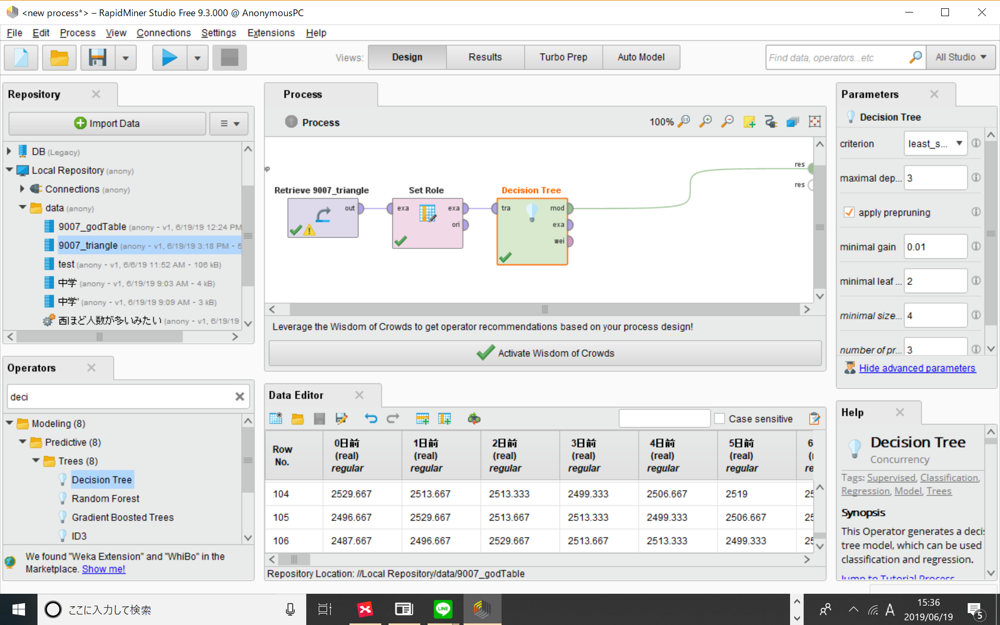 <new process*> – RapidMiner Studio Free 9.3.000 @ AnonymousPC
File Edit Process View Connections Settings Extensions Help
Views: Design Results Turbo Prep Auto Model
Find data, operators...etc All Studio
Repository
Import Data
DB (Legacy)
Local Repository (anony)
Connections (anony)
data (anony)
9007_godTable (anony - v1, 6/19/19 12:24 PM
9007_triangle (anony - v1, 6/19/19 3:18 PM - 5
test (anony - v1, 6/6/19 11:52 AM - 106 kB)
中学 (anony - v1, 6/19/19 9:03 AM - 4 kB)
中学' (anony - v1, 6/19/19 9:09 AM - 3 kB)
西ほど人数が多いみたい (anony - v1, 6/19/19
Operators
deci
Modeling (8)
Predictive (8)
Trees (8)
Decision Tree
Random Forest
Gradient Boosted Trees
ID3
We found "Weka Extension" and "WhiBo" in the
Marketplace. Show me!
Process
Process
100%
Retrieve 9007_triangle
out
Set Role
exa exa
ori
Decision Tree
tra mod
exa
wei
res
res
Leverage the Wisdom of Crowds to get operator recommendations based on your process design!
Activate Wisdom of Crowds
Data Editor
Case sensitive
Row No. 0日前 (real) regular 1日前 (real) regular 2日前 (real) regular 3日前 (real) regular 4日前 (real) regular 5日前 (real) regular 6
104 2529.667 2513.667 2513.333 2499.333 2506.667 2519
105 2496.667 2529.667 2513.667 2513.333 2499.333 2506.667
106 2487.667 2496.667 2529.667 2513.667 2513.333 2499.333
Repository Location: //Local Repository/data/9007_godTable
Parameters
Decision Tree
criterion least_s...
maximal dep... 3
apply prepruning
minimal gain 0.01
minimal leaf ... 2
minimal size... 4
number of pr... 3
Hide advanced parameters
Help
Decision Tree
Concurrency
Tags: Supervised, Classification,
Regression, Model, Trees
Synopsis
This Operator generates a deci
tree model, which can be used
classification and regression.
Jump to Tutorial Process
ここに入力して検索
LINE
A
15:36
2019/06/19
5